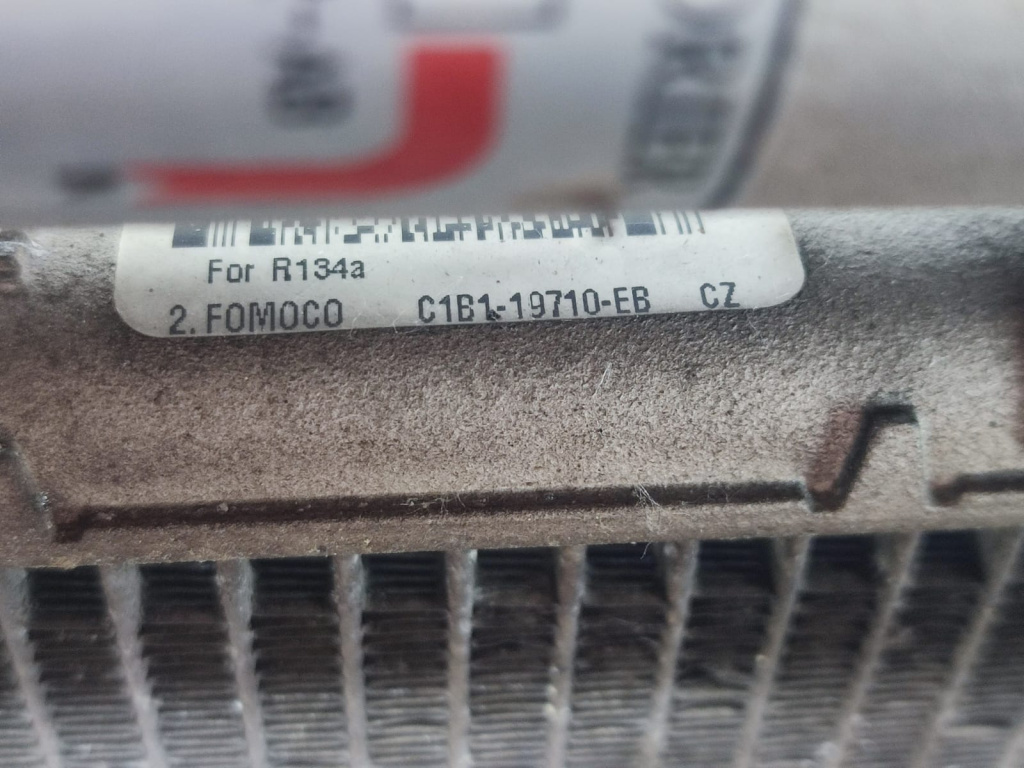 For R134a
2. FOMOCO C1B1-19710-EB CZ